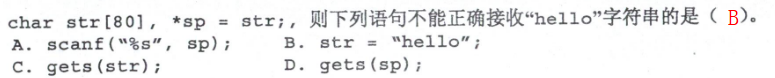 char str[80], *sp = str;, 则下列语句不能正确接收“hello”字符串的是（ B）。
A. scanf(“%s”, sp);    B. str = “hello”;
C. gets(str);    D. gets(sp);